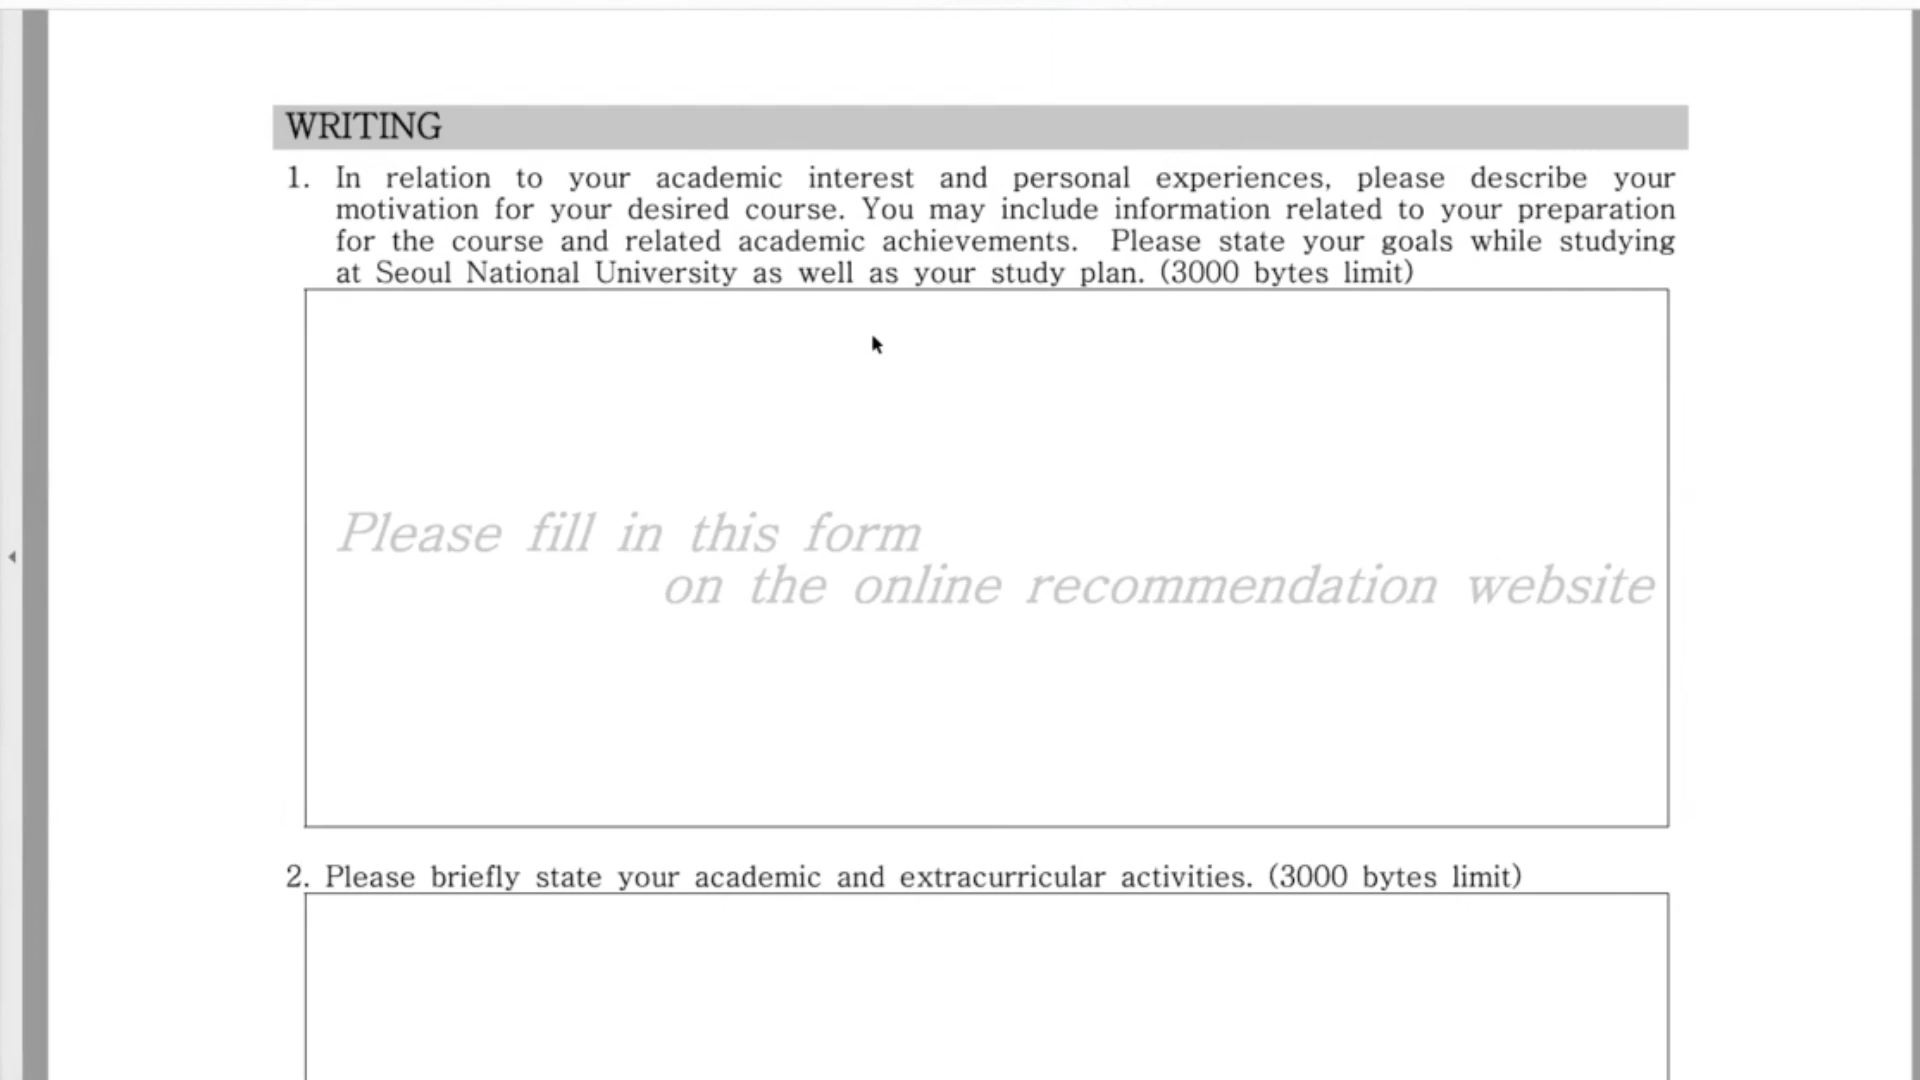 WRITING
1. In relation to your academic interest and personal experiences, please describe your
motivation for your desired course. You may include information related to your preparation
for the course and related academic achievements. Please state your goals while studying
at Seoul National University as well as your study plan. (3000 bytes limit)
Please fill in this form
on the online recommendation website
2. Please briefly state your academic and extracurricular activities. (3000 bytes limit)